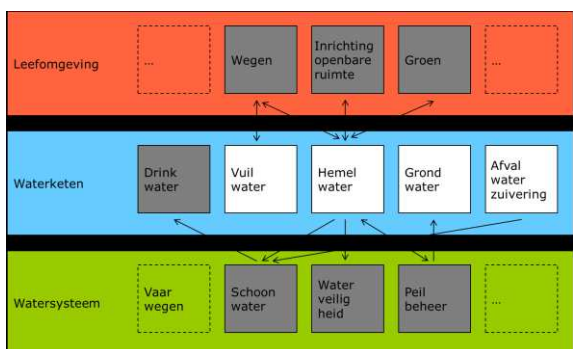 Leefomgeving
...
Wegen
Inrichting
openbare
ruimte
Groen
...
Waterketen
Drink
water
Vuil
water
Hemel
water
Grond
water
Afval
water
zuivering
Watersysteem
Vaar
wegen
Schoon
water
Water
veilig
heid
Peil
beheer
...